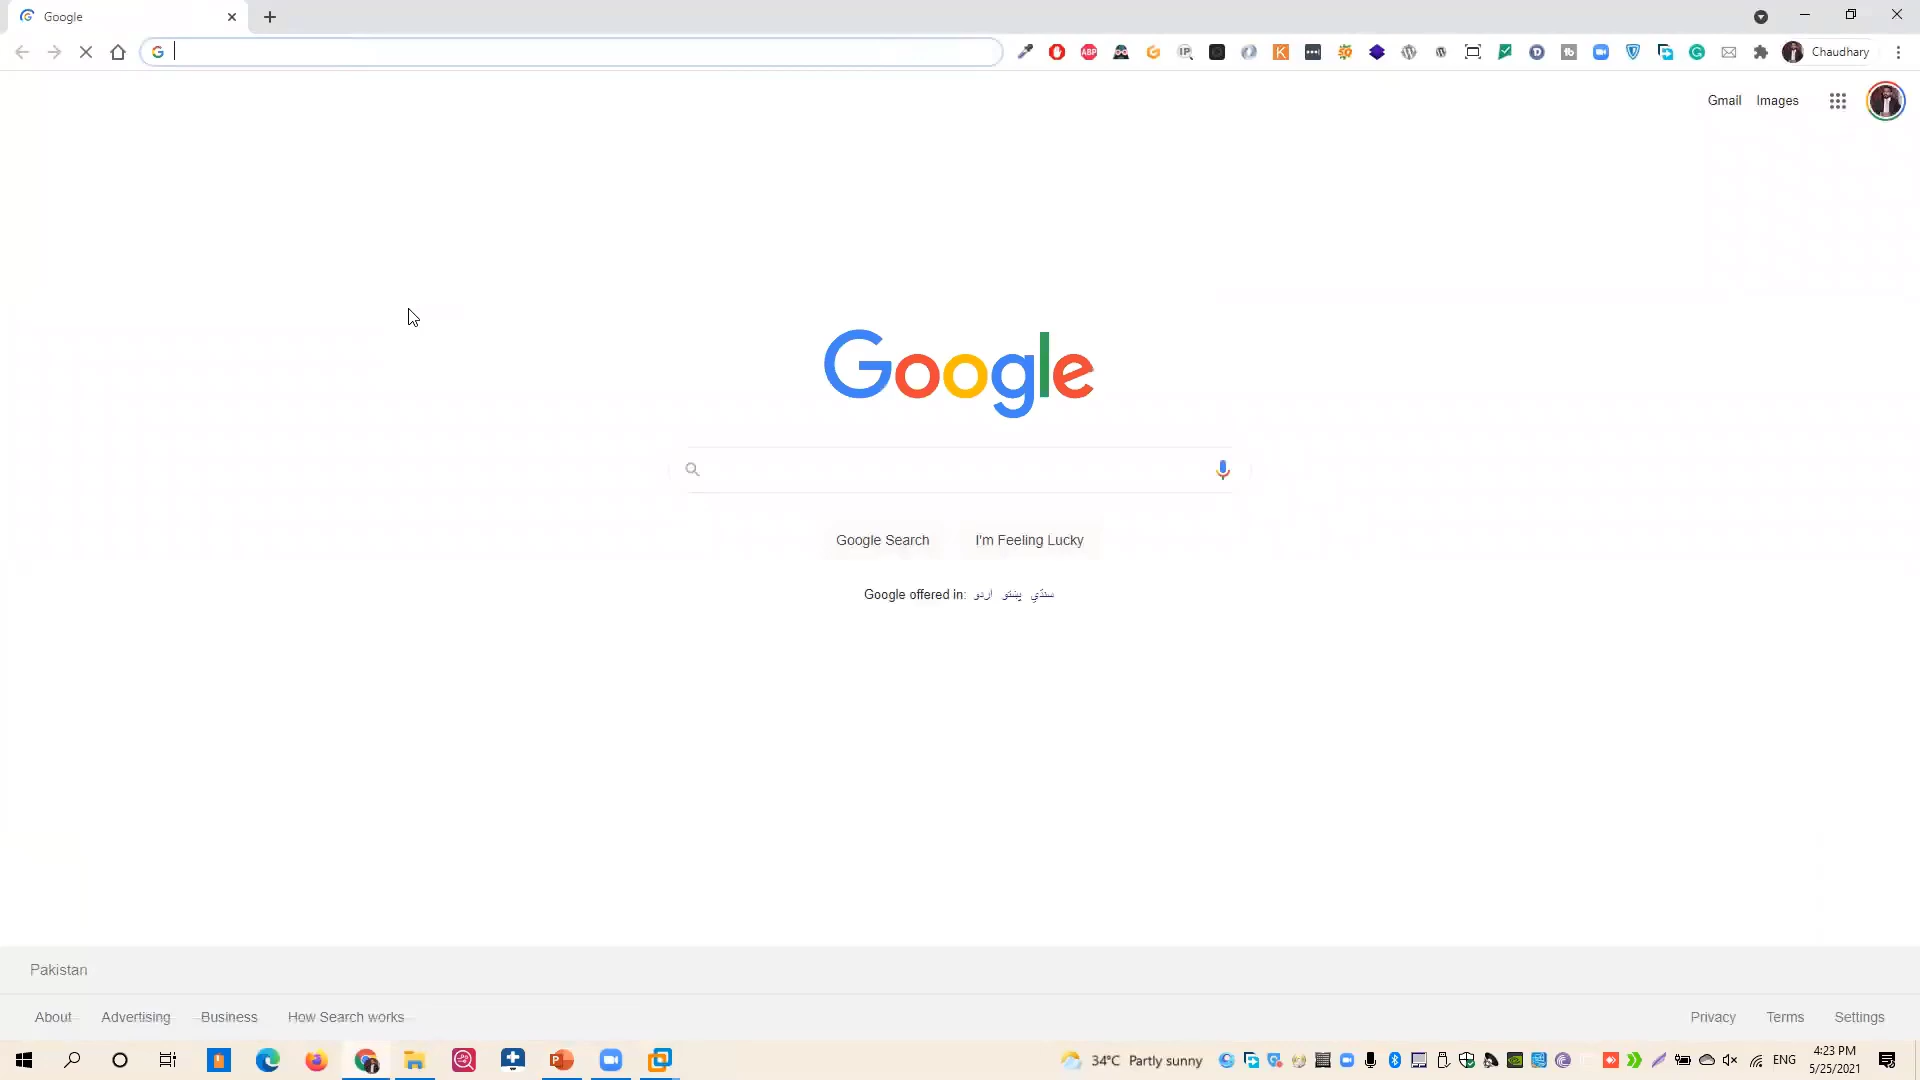 Google
Chaudhary
Gmail Images
Google
Google Search I'm Feeling Lucky
Google offered in: اردو پښتو سنڌي
Pakistan
About Advertising Business How Search works
Privacy Terms Settings
34°C Partly sunny
ENG
4:23 PM
5/25/2021